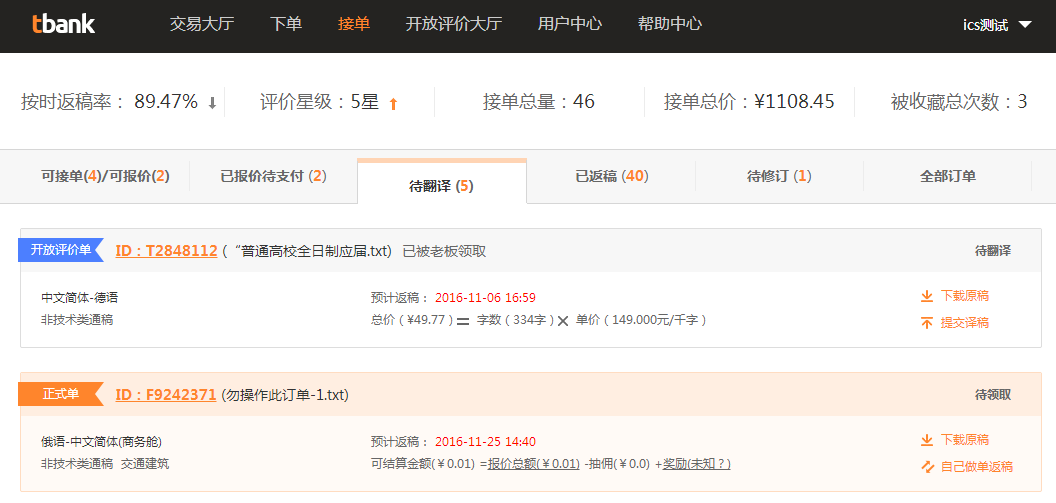 tbank 交易大厅 下单 接单 开放评价大厅 用户中心 帮助中心 ics测试
按时返稿率： 89.47% 评价星级：5星 接单总量：46 接单总价：¥1108.45 被收藏总次数：3
可接单(4)/可报价(2) 已报价待支付 (2) 待翻译 (5) 已返稿 (40) 待修订 (1) 全部订单
开放评价单 ID：T2848112 (“普通高校全日制应届.txt) 已被老板领取 待翻译
中文简体-德语 预计返稿： 2016-11-06 16:59 下载原稿
非技术类通稿 总价 ( ¥49.77 ) = 字数 ( 334字 ) × 单价 ( 149.000元/千字 ) 提交译稿
正式单 ID：F9242371 (勿操作此订单-1.txt) 待领取
俄语-中文简体(商务舱) 预计返稿： 2016-11-25 14:40 下载原稿
非技术类通稿 交通建筑 可结算金额(￥0.01) =报价总额(￥0.01) -抽佣(￥0.0) +奖励(未知？) 自己做单返稿